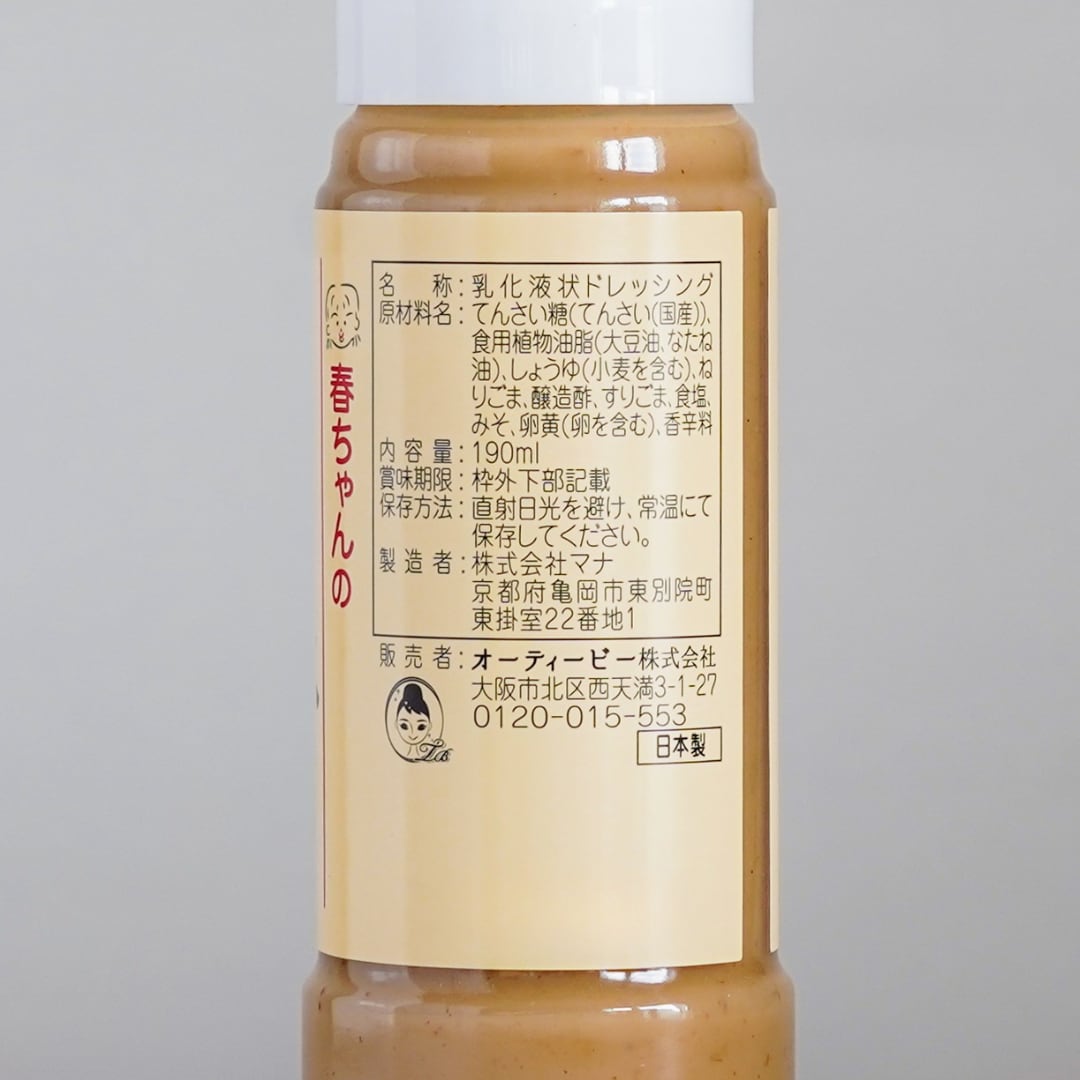 春ちゃんの
名 称：乳化液状ドレッシング
原材料名：てんさい糖(てんさい(国産))、
食用植物油脂(大豆油、なたね
油)、しょうゆ(小麦を含む)、ね
りごま、醸造酢、すりごま、食塩、
みそ、卵黄(卵を含む)、香辛料
内容量：190ml
賞味期限：枠外下部記載
保存方法：直射日光を避け、常温にて
保存してください。
製造者：株式会社マナ
京都府亀岡市東別院町
東掛室22番地1
販売者：オーティービー株式会社
大阪市北区西天満3-1-27
0120-015-553
日本製